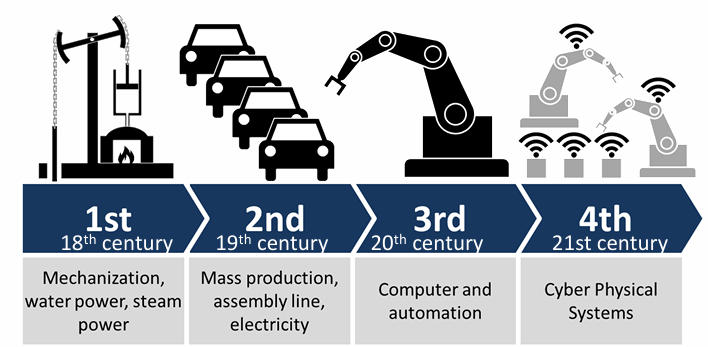 1st
18th century
2nd
19th century
3rd
20th century
4th
21st century
Mechanization,
water power, steam
power
Mass production,
assembly line,
electricity
Computer and
automation
Cyber Physical
Systems